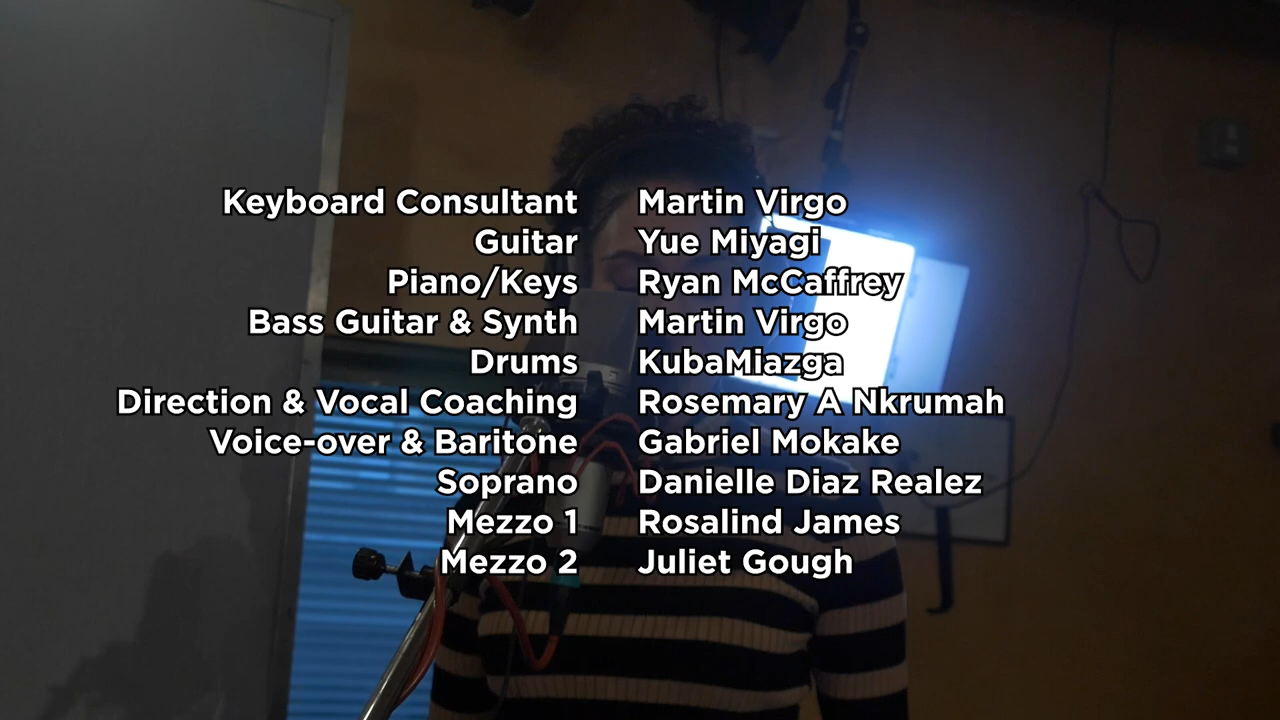 Keyboard Consultant Martin Virgo
Guitar Yue Miyagi
Piano/Keys Ryan McCaffrey
Bass Guitar & Synth Martin Virgo
Drums KubaMiazga
Direction & Vocal Coaching Rosemary A Nkrumah
Voice-over & Baritone Gabriel Mokake
Soprano Danielle Diaz Realez
Mezzo 1 Rosalind James
Mezzo 2 Juliet Gough